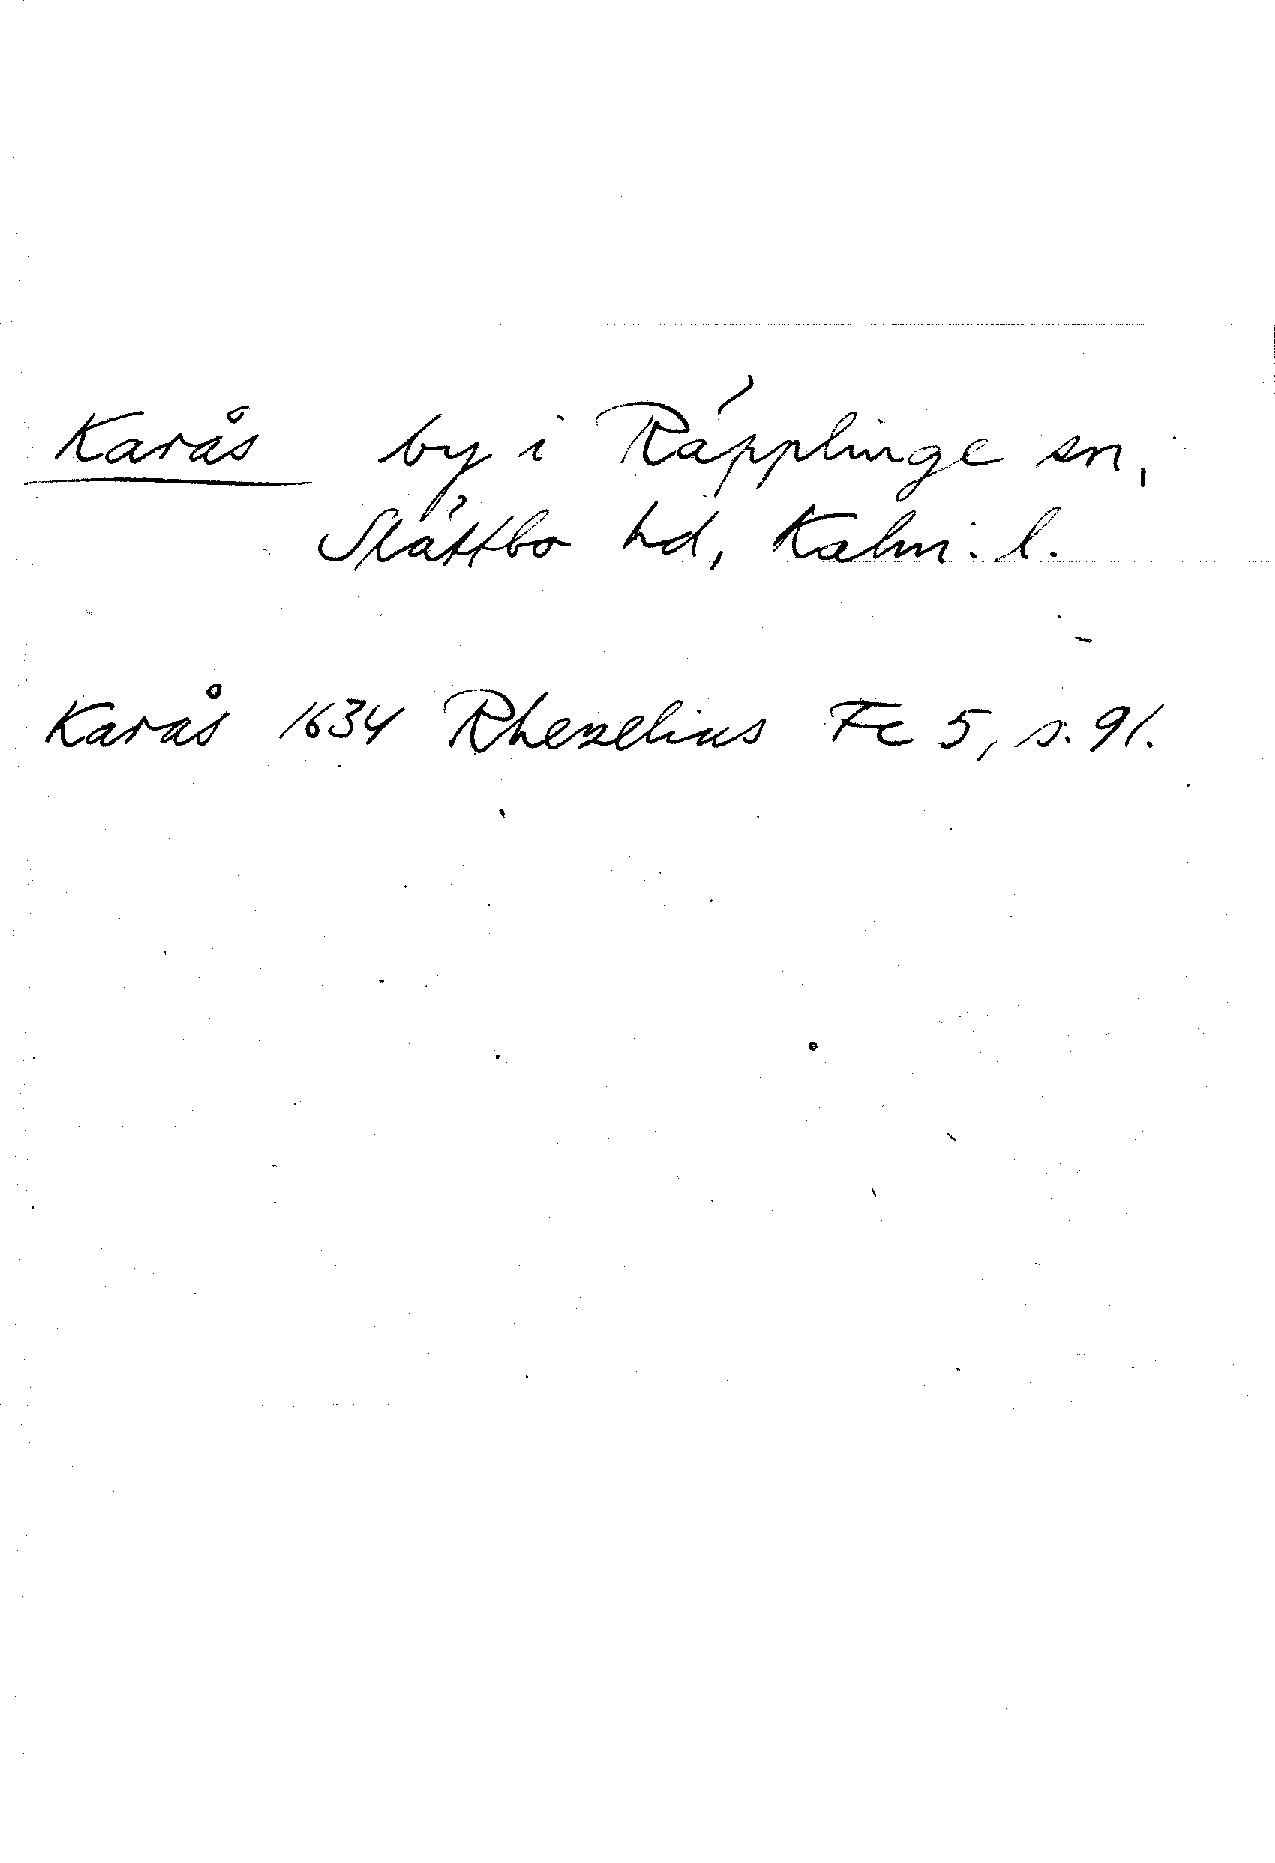 Karås by i Räpplinge sn,
Slättbo hd, Kalm. l.
Karås 1634 Rhezelius Fc 5, s. 91.